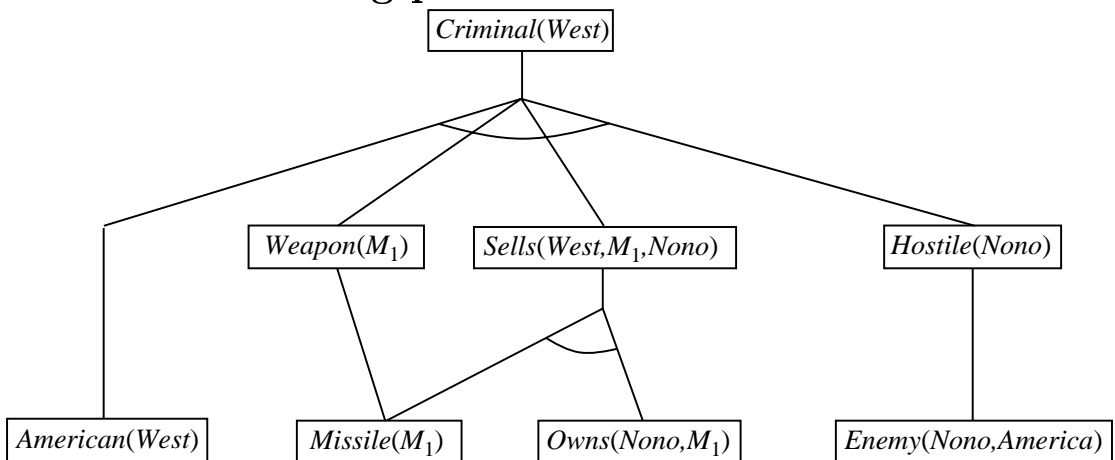 Criminal(West)
Weapon(M₁)
Sells(West,M₁,Nono)
Hostile(Nono)
American(West)
Missile(M₁)
Owns(Nono,M₁)
Enemy(Nono,America)